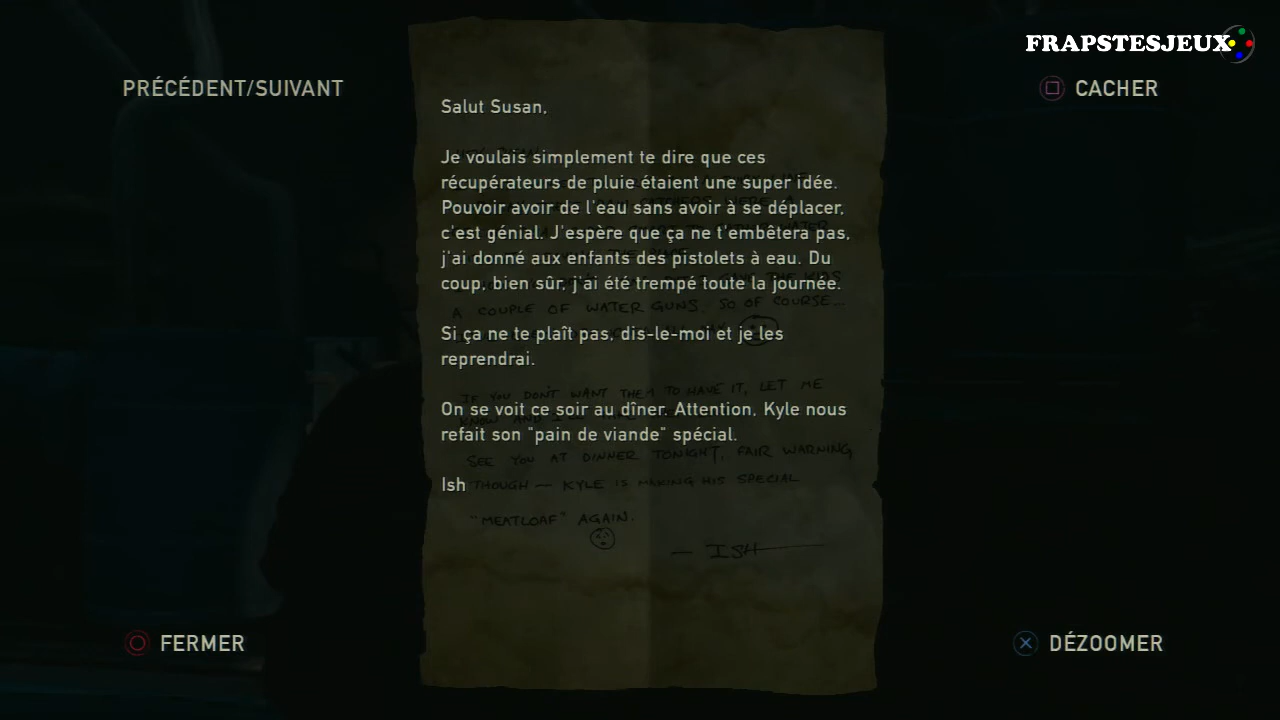 FRAPSTESJEUX
PRÉCÉDENT/SUIVANT
CACHER
Salut Susan,
Je voulais simplement te dire que ces
récupérateurs de pluie étaient une super idée.
Pouvoir avoir de l'eau sans avoir à se déplacer,
c'est génial. J'espère que ça ne t'embêtera pas,
j'ai donné aux enfants des pistolets à eau. Du
coup, bien sûr, j'ai été trempé toute la journée.
A COUPLE OF WATER GUNS. SO OF COURSE...
Si ça ne te plaît pas, dis-le-moi et je les
reprendrai.
IF YOU DON'T WANT THEM TO HAVE IT, LET ME
On se voit ce soir au dîner. Attention, Kyle nous
refait son "pain de viande" spécial.
SEE YOU AT DINNER TONIGHT, FAIR WARNING
Ish
THOUGH — KYLE IS MAKING HIS SPECIAL
"MEATLOAF" AGAIN.
— ISH
FERMER
DÉZOOMER